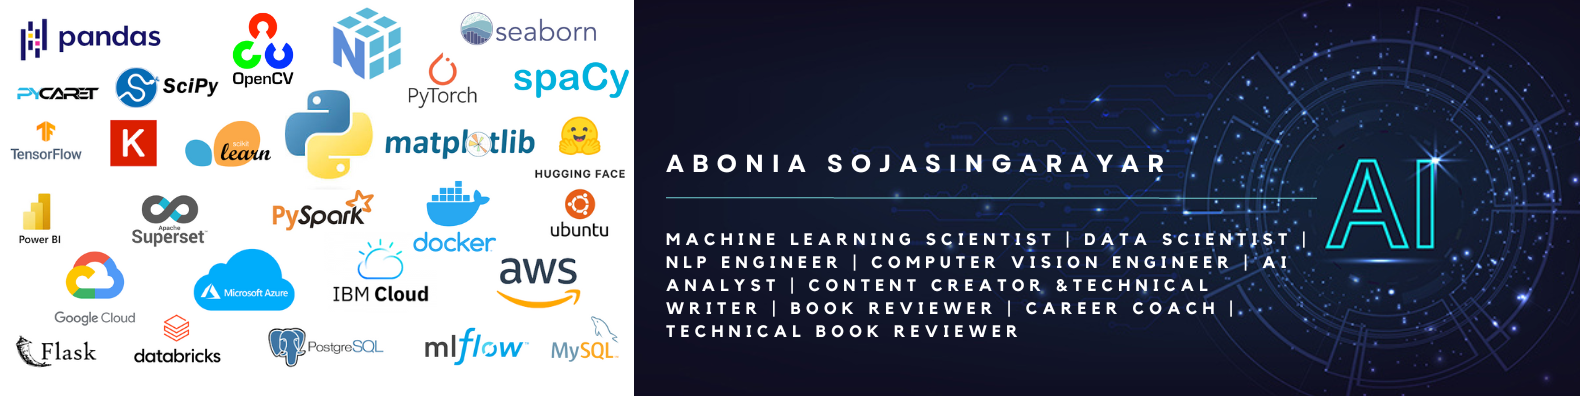 pandas
OpenCV
N
seaborn
PYCARET
SciPy
PyTorch
spaCy
TensorFlow
K
scikit
learn
matplotlib
HUGGING FACE
Power BI
Apache
Superset
PySpark
docker
ubuntu
Google Cloud
Microsoft Azure
IBM Cloud
aws
Flask
databricks
PostgreSQL
mlflow
MySQL
ABONIA SOJASINGARAYAR
MACHINE LEARNING SCIENTIST | DATA SCIENTIST |
NLP ENGINEER | COMPUTER VISION ENGINEER | AI
ANALYST | CONTENT CREATOR &TECHNICAL
WRITER | BOOK REVIEWER | CAREER COACH |
TECHNICAL BOOK REVIEWER
AI